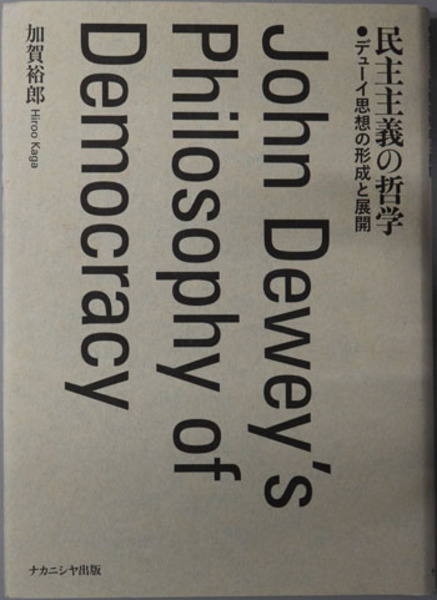 民主主義の哲学
●デューイ思想の形成と展開
John Dewey's
Philosophy of
Democracy
加賀裕郎 Hiroo Kaga
ナカニシヤ出版